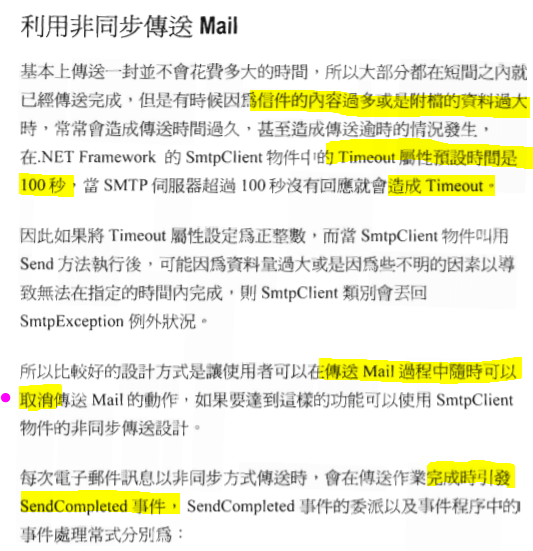 利用非同步傳送 Mail
基本上傳送一封並不會花費多大的時間，所以大部分都在短間之內就
已經傳送完成，但是有時候因為信件的內容過多或是附檔的資料過大
時，常常會造成傳送時間過久，甚至造成傳送逾時的情況發生，
在.NET Framework 的 SmtpClient 物件中的 Timeout 屬性預設時間是
100 秒，當 SMTP 伺服器超過 100 秒沒有回應就會造成 Timeout。
因此如果將 Timeout 屬性設定為正整數，而當 SmtpClient 物件叫用
Send 方法執行後，可能因為資料量過大或是因為些不明的因素以導
致無法在指定的時間內完成，則 SmtpClient 類別會丟回
SmtpException 例外狀況。
所以比較好的設計方式是讓使用者可以在傳送 Mail 過程中隨時可以
取消傳送 Mail 的動作，如果要達到這樣的功能可以使用 SmtpClient
物件的非同步傳送設計。
每次電子郵件訊息以非同步方式傳送時，會在傳送作業完成時引發
SendCompleted 事件， SendCompleted 事件的委派以及事件程序中的
事件處理常式分別為：